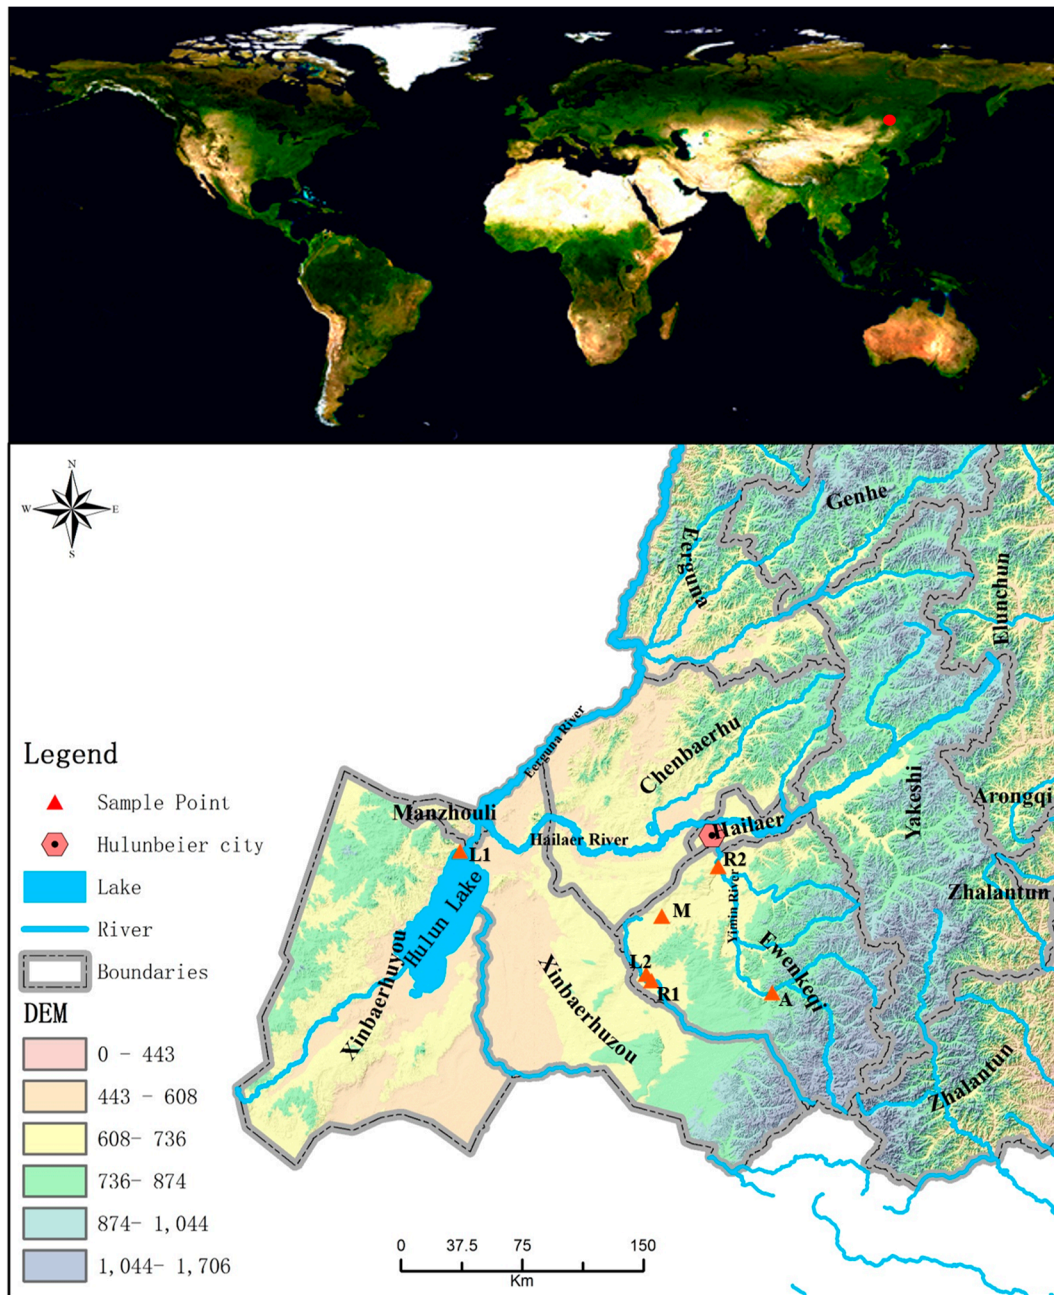 N
W E
S
Genhe
Eerguna
Elunchun
Eerguna River
Chenbaerhu
Yakeshi
Legend
Sample Point
Hulunbeier city
Lake
River
Boundaries
Manzhouli
Hailaer River
Hailaer
Arongqi
L1
R2
Zhalantun
Hulun Lake
M
Yimin River
Ewenkeqi
Xinbaerhuyou
L2
R1
A
Xinbaerhuzou
Zhalantun
DEM
0 - 443
443 - 608
608- 736
736- 874
874- 1,044
1,044- 1,706
0 37.5 75 150
Km